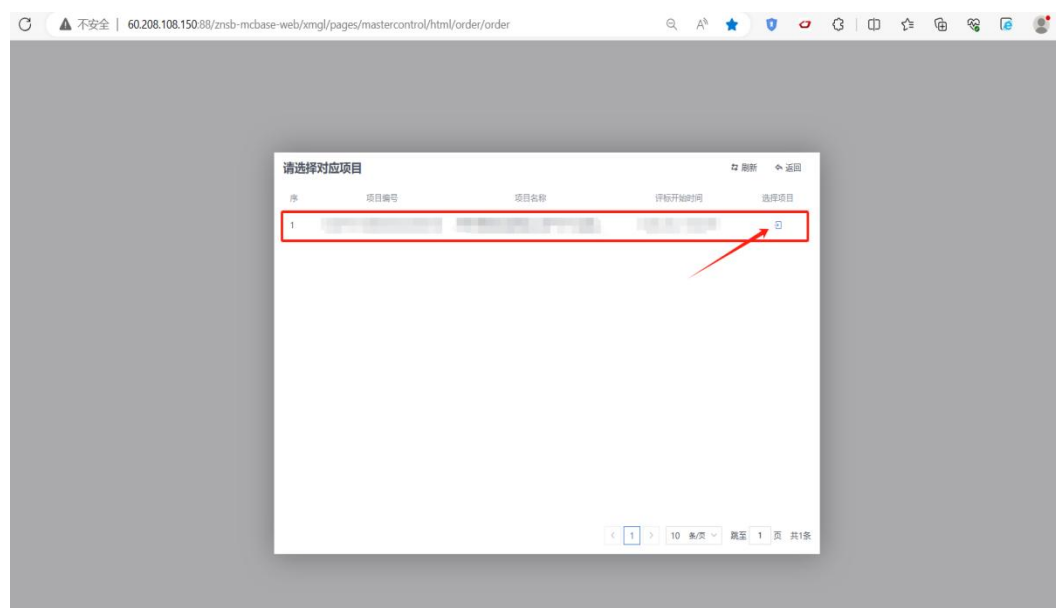 不安全 | 60.208.108.150:88/znsb-mcbase-web/xmgl/pages/mastercontrol/html/order/order
请选择对应项目 刷新 返回
序 项目编号 项目名称 评标开始时间 选择项目
1
1 10 条/页 跳至 1 页 共1条